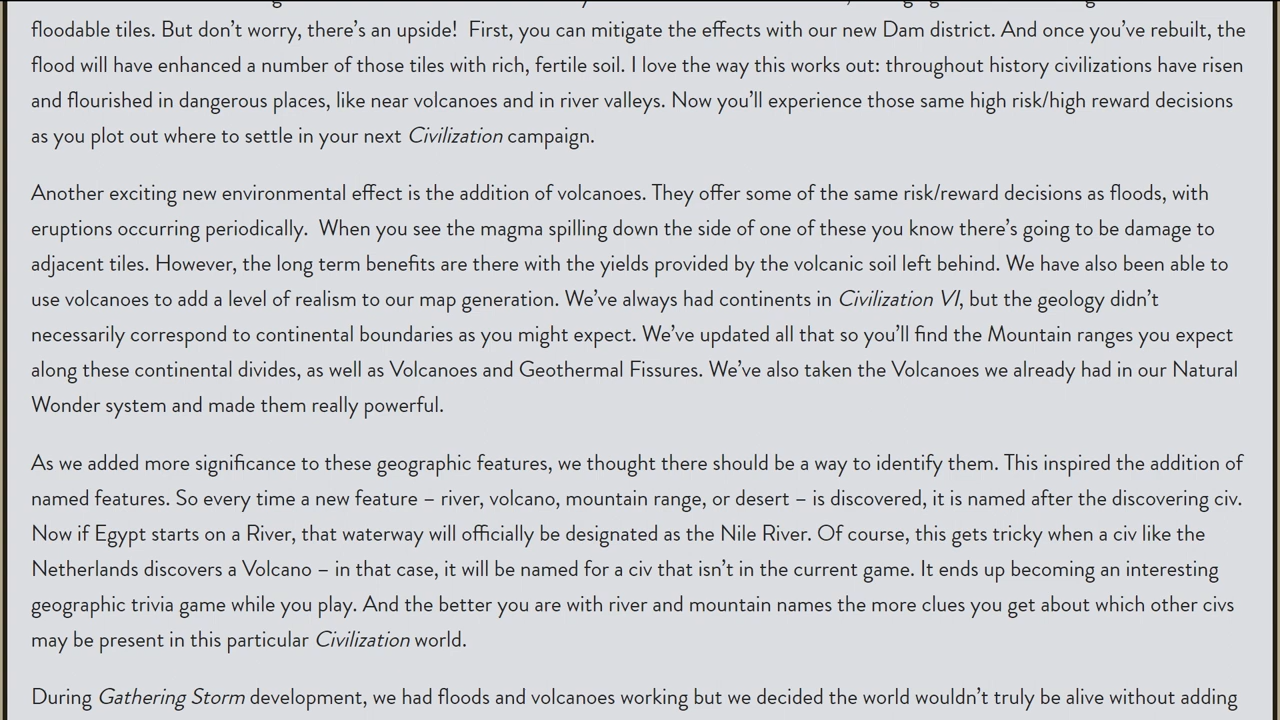 floodable tiles. But don’t worry, there’s an upside!  First, you can mitigate the effects with our new Dam district. And once you’ve rebuilt, the
flood will have enhanced a number of those tiles with rich, fertile soil. I love the way this works out: throughout history civilizations have risen
and flourished in dangerous places, like near volcanoes and in river valleys. Now you’ll experience those same high risk/high reward decisions
as you plot out where to settle in your next Civilization campaign.
Another exciting new environmental effect is the addition of volcanoes. They offer some of the same risk/reward decisions as floods, with
eruptions occurring periodically.  When you see the magma spilling down the side of one of these you know there’s going to be damage to
adjacent tiles. However, the long term benefits are there with the yields provided by the volcanic soil left behind. We have also been able to
use volcanoes to add a level of realism to our map generation. We’ve always had continents in Civilization VI, but the geology didn’t
necessarily correspond to continental boundaries as you might expect. We’ve updated all that so you’ll find the Mountain ranges you expect
along these continental divides, as well as Volcanoes and Geothermal Fissures. We’ve also taken the Volcanoes we already had in our Natural
Wonder system and made them really powerful.
As we added more significance to these geographic features, we thought there should be a way to identify them. This inspired the addition of
named features. So every time a new feature – river, volcano, mountain range, or desert – is discovered, it is named after the discovering civ.
Now if Egypt starts on a River, that waterway will officially be designated as the Nile River. Of course, this gets tricky when a civ like the
Netherlands discovers a Volcano – in that case, it will be named for a civ that isn’t in the current game. It ends up becoming an interesting
geographic trivia game while you play. And the better you are with river and mountain names the more clues you get about which other civs
may be present in this particular Civilization world.
During Gathering Storm development, we had floods and volcanoes working but we decided the world wouldn’t truly be alive without adding